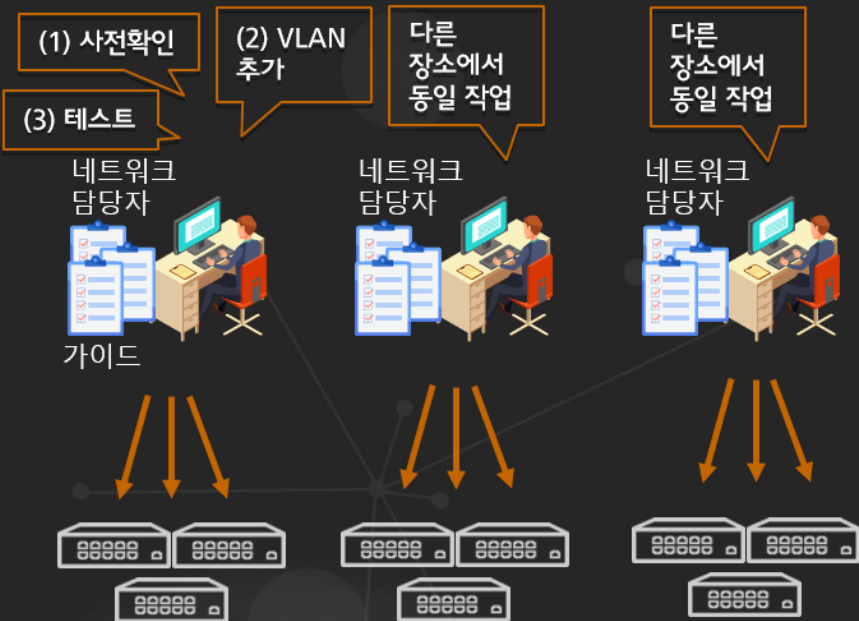 (1) 사전확인
(2) VLAN
추가
(3) 테스트
네트워크
담당자
가이드
다른
장소에서
동일 작업
네트워크
담당자
다른
장소에서
동일 작업
네트워크
담당자